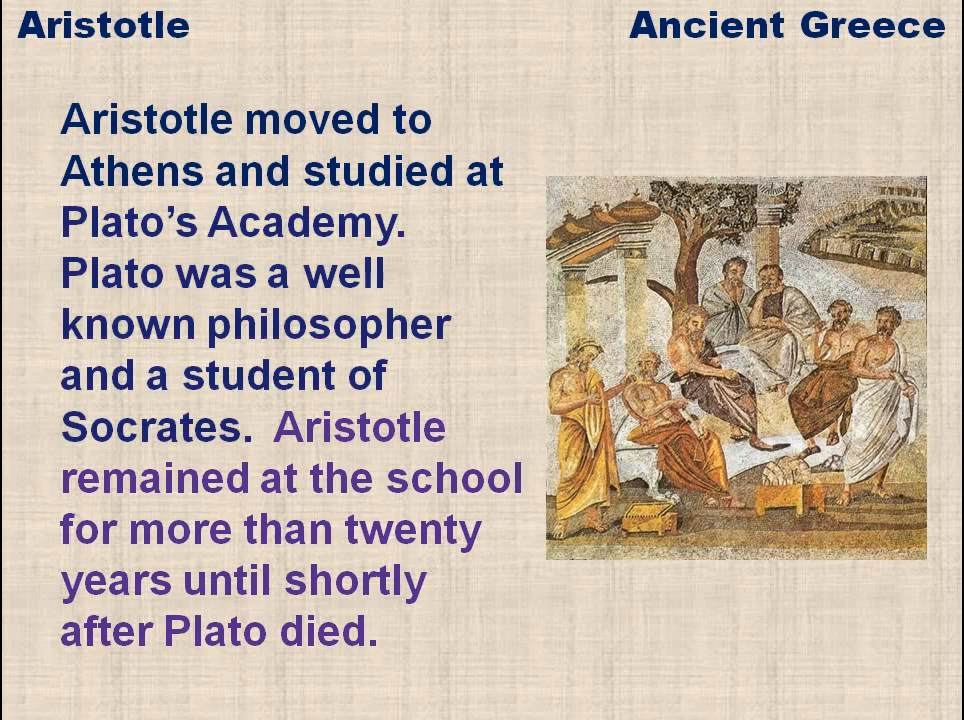 Aristotle
Ancient Greece
Aristotle moved to
Athens and studied at
Plato’s Academy.
Plato was a well
known philosopher
and a student of
Socrates.  Aristotle
remained at the school
for more than twenty
years until shortly
after Plato died.